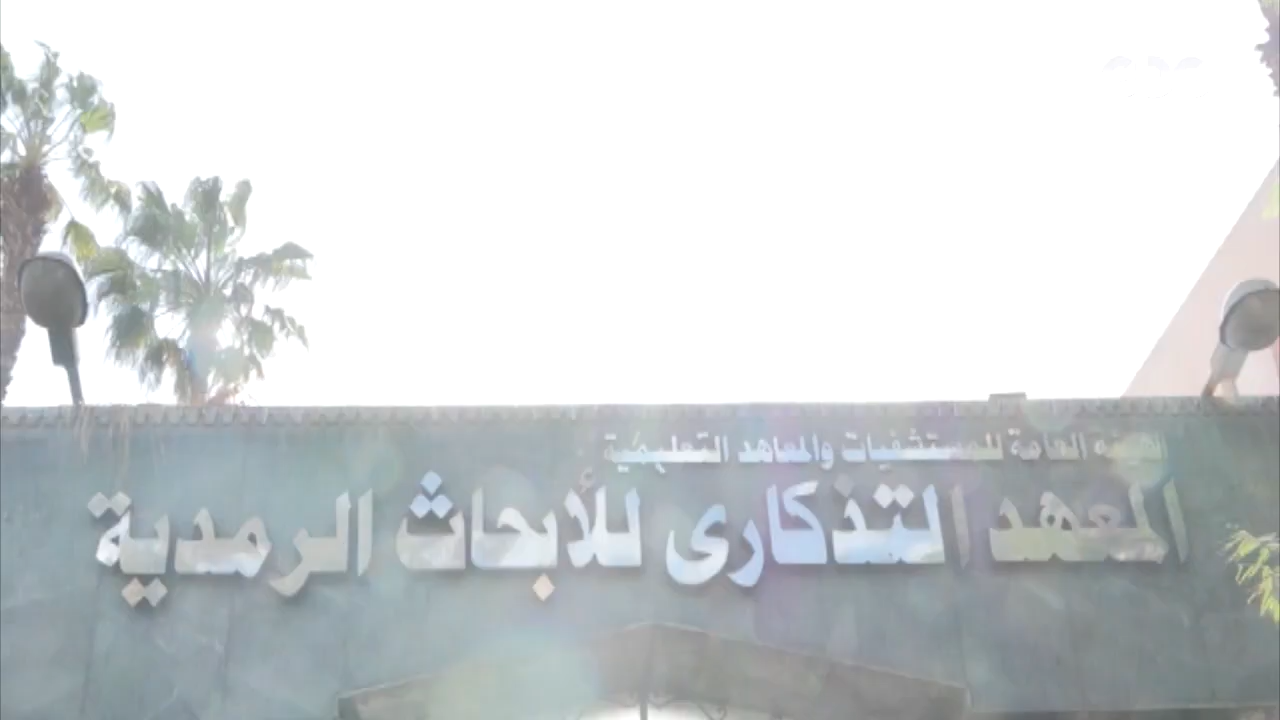 الهيئة العامة للمستشفيات والمعاهد التعليمية
المعهد التذكارى للأبحاث الرمدية